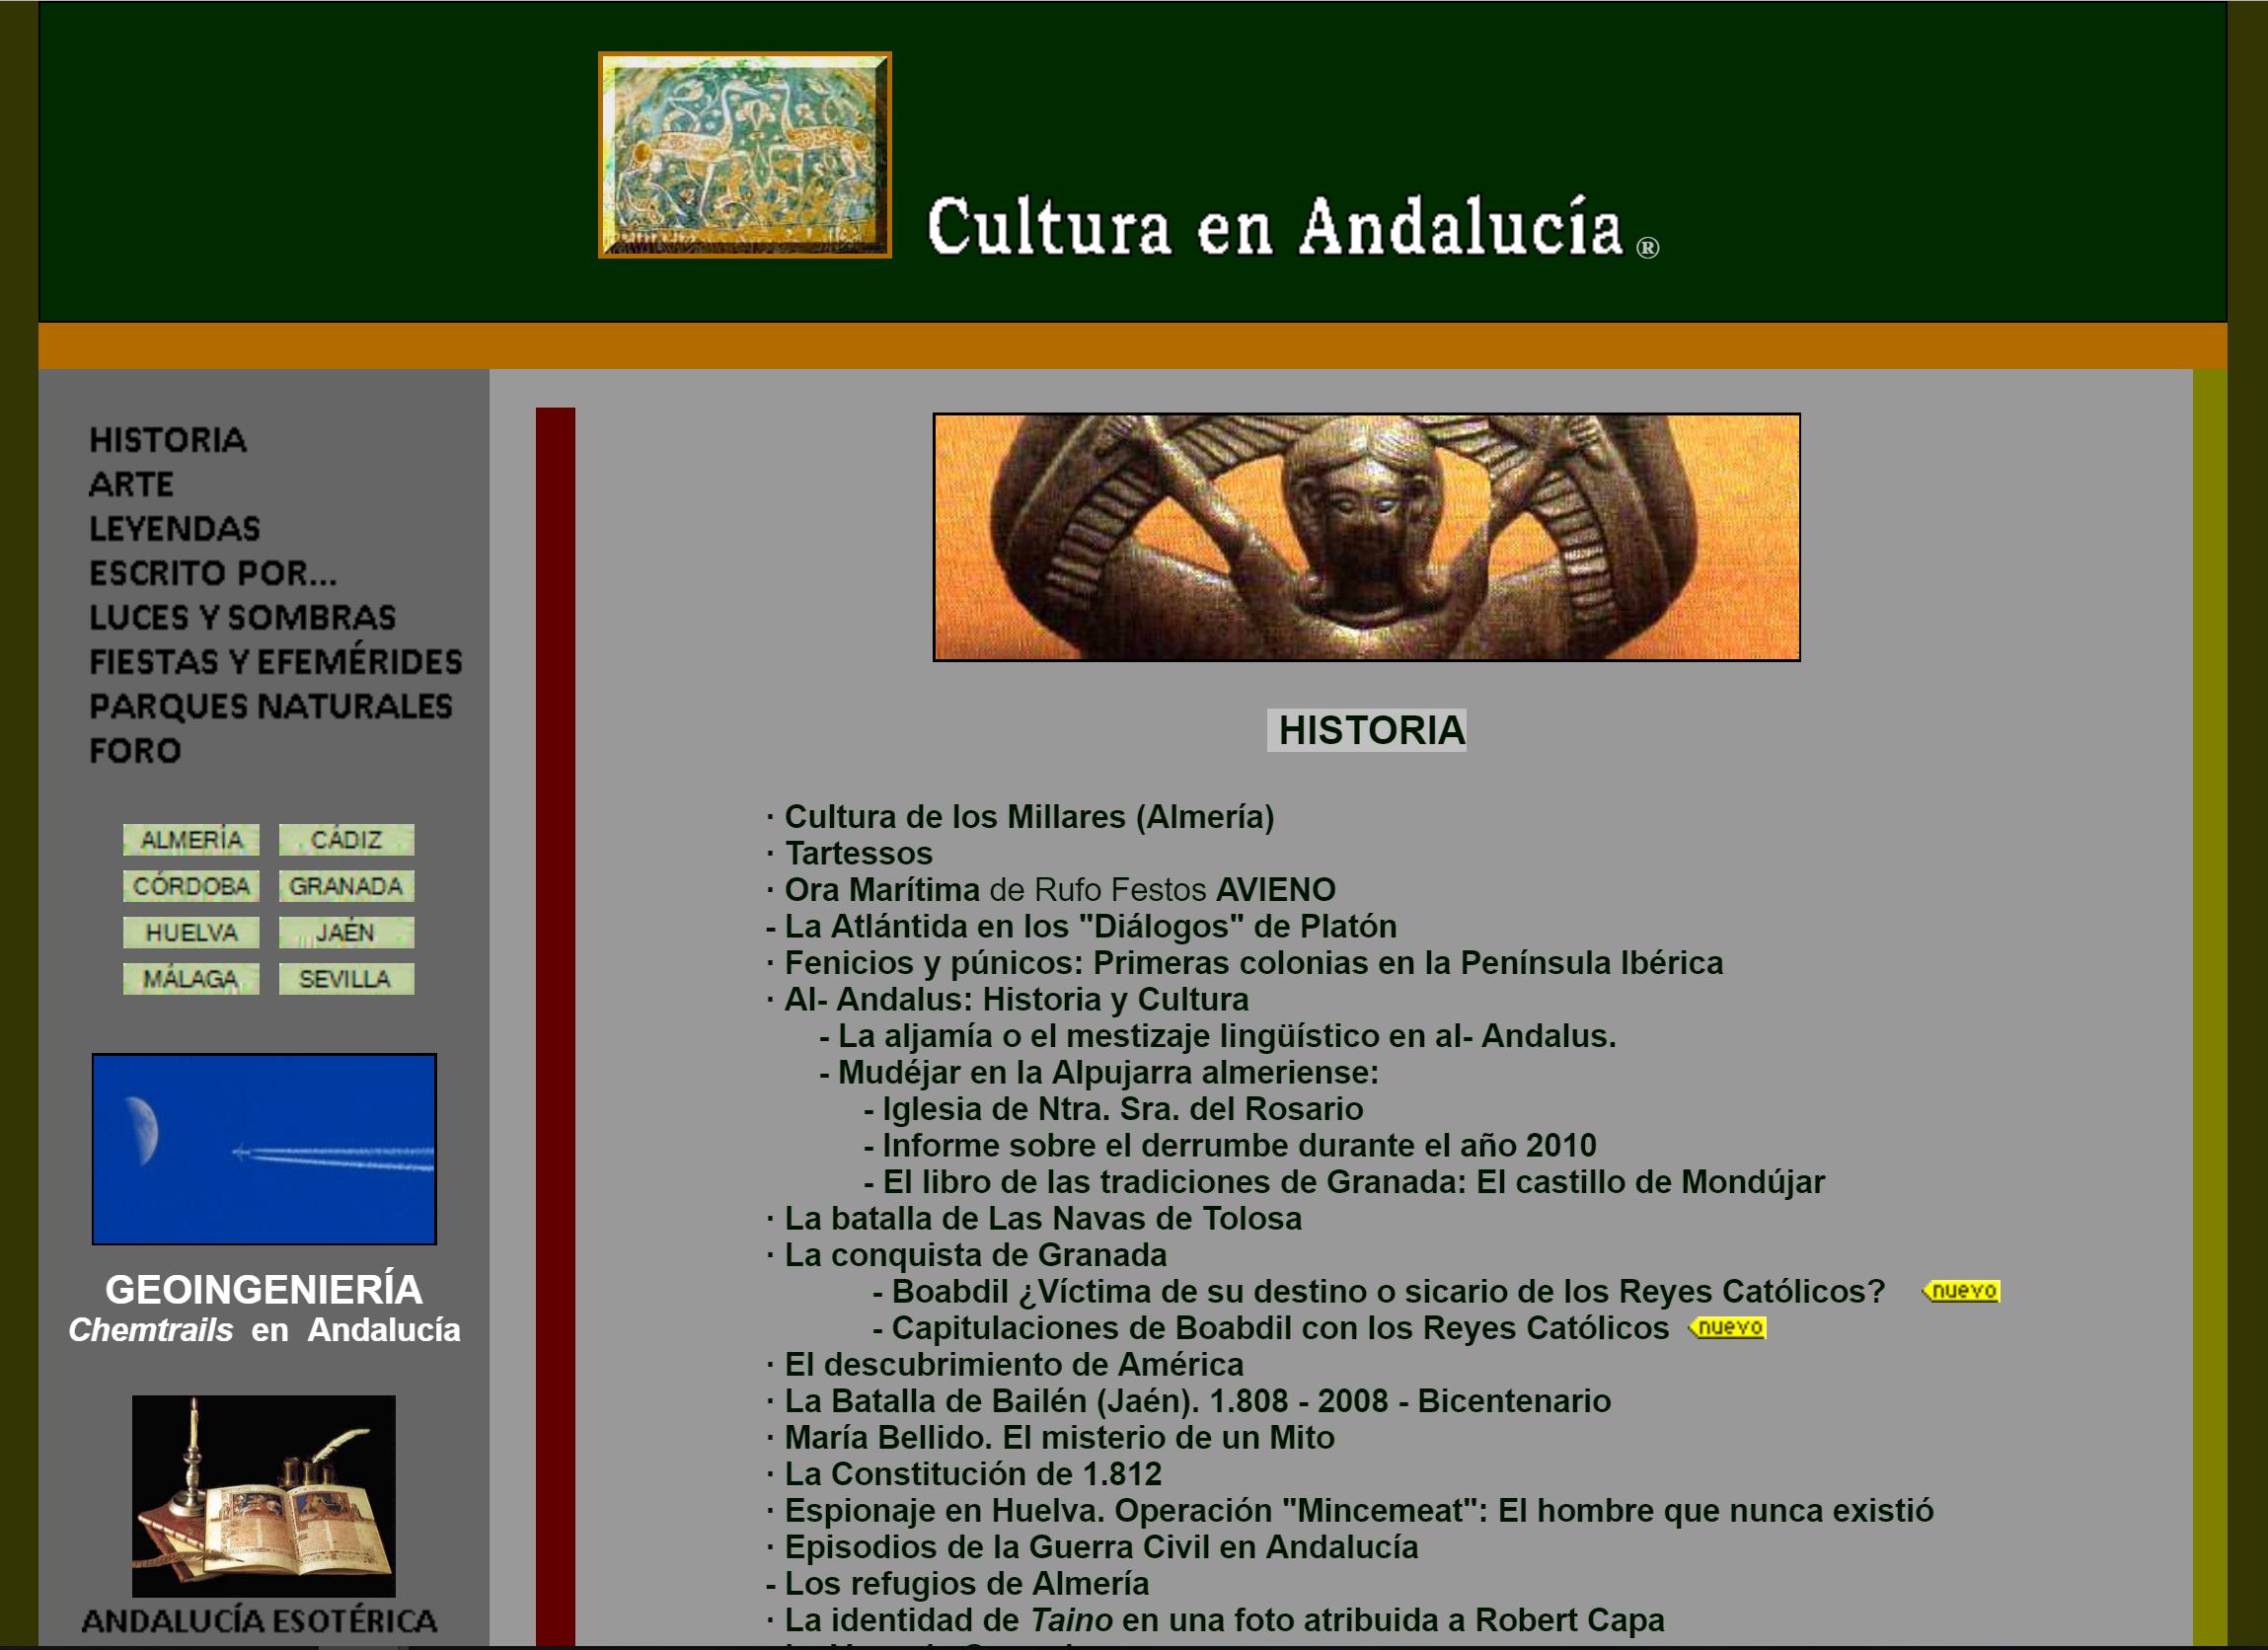 Cultura en Andalucía ®
HISTORIA
ARTE
LEYENDAS
ESCRITO POR...
LUCES Y SOMBRAS
FIESTAS Y EFEMÉRIDES
PARQUES NATURALES
FORO
ALMERÍA CÁDIZ
CÓRDOBA GRANADA
HUELVA JAÉN
MÁLAGA SEVILLA
GEOINGENIERÍA
Chemtrails en Andalucía
ANDALUCÍA ESOTÉRICA
HISTORIA
· Cultura de los Millares (Almería)
· Tartessos
· Ora Marítima de Rufo Festos AVIENO
- La Atlántida en los "Diálogos" de Platón
· Fenicios y púnicos: Primeras colonias en la Península Ibérica
· Al- Andalus: Historia y Cultura
- La aljamía o el mestizaje lingüístico en al- Andalus.
- Mudéjar en la Alpujarra almeriense:
- Iglesia de Ntra. Sra. del Rosario
- Informe sobre el derrumbe durante el año 2010
- El libro de las tradiciones de Granada: El castillo de Mondújar
· La batalla de Las Navas de Tolosa
· La conquista de Granada
- Boabdil ¿Víctima de su destino o sicario de los Reyes Católicos? nuevo
- Capitulaciones de Boabdil con los Reyes Católicos nuevo
· El descubrimiento de América
· La Batalla de Bailén (Jaén). 1.808 - 2008 - Bicentenario
· María Bellido. El misterio de un Mito
· La Constitución de 1.812
· Espionaje en Huelva. Operación "Mincemeat": El hombre que nunca existió
· Episodios de la Guerra Civil en Andalucía
- Los refugios de Almería
· La identidad de Taino en una foto atribuida a Robert Capa